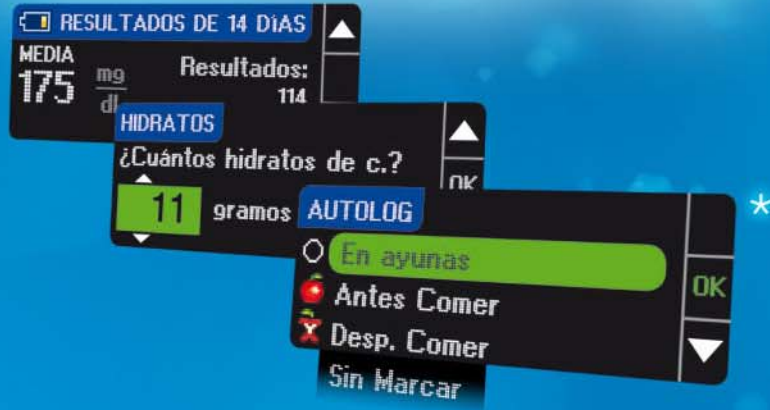 RESULTADOS DE 14 DíAS
MEDIA
175 mg
dl
Resultados:
114
HIDRATOS
¿Cuántos hidratos de c.?
OK
11 gramos
AUTOLOG
En ayunas
Antes Comer
Desp. Comer
Sin Marcar
OK
*